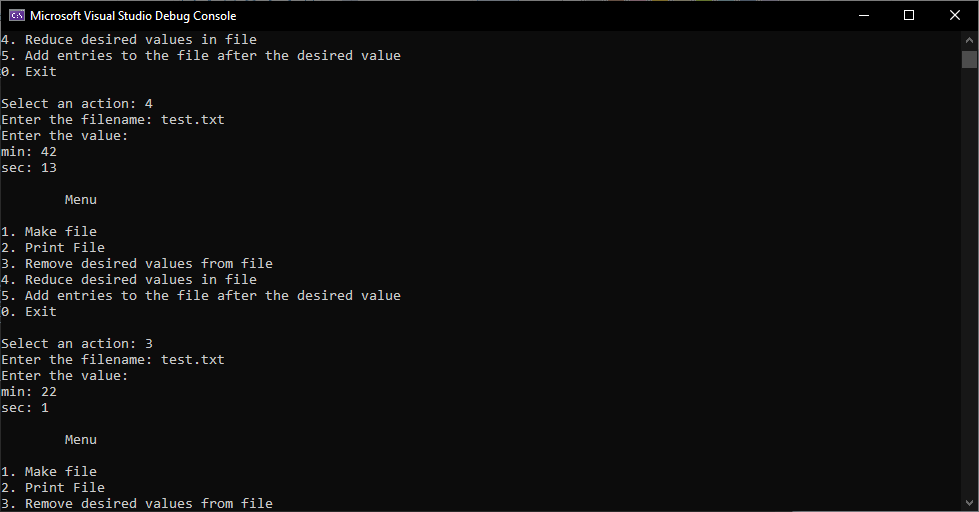 Microsoft Visual Studio Debug Console
4. Reduce desired values in file
5. Add entries to the file after the desired value
0. Exit
Select an action: 4
Enter the filename: test.txt
Enter the value:
min: 42
sec: 13
Menu
1. Make file
2. Print File
3. Remove desired values from file
4. Reduce desired values in file
5. Add entries to the file after the desired value
0. Exit
Select an action: 3
Enter the filename: test.txt
Enter the value:
min: 22
sec: 1
Menu
1. Make file
2. Print File
3. Remove desired values from file